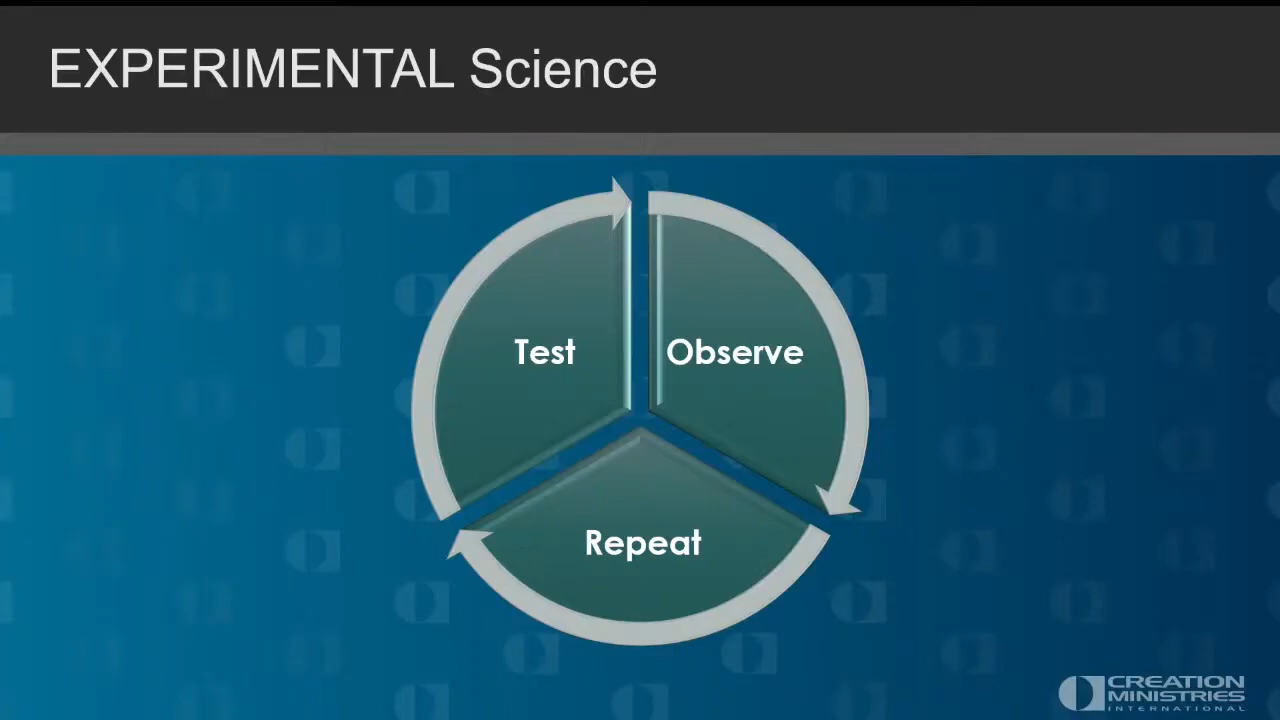 EXPERIMENTAL Science
Test
Observe
Repeat
CREATION
MINISTRIES
INTERNATIONAL